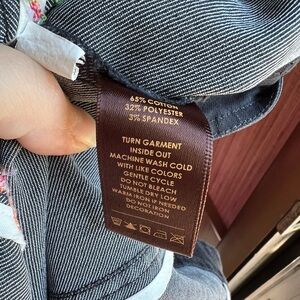 65% COTTON
32% POLYESTER
3% SPANDEX
TURN GARMENT
INSIDE OUT
MACHINE WASH COLD
WITH LIKE COLORS
GENTLE CYCLE
DO NOT BLEACH
TUMBLE DRY LOW
WARM IRON IF NEEDED
DO NOT IRON
DECORATION